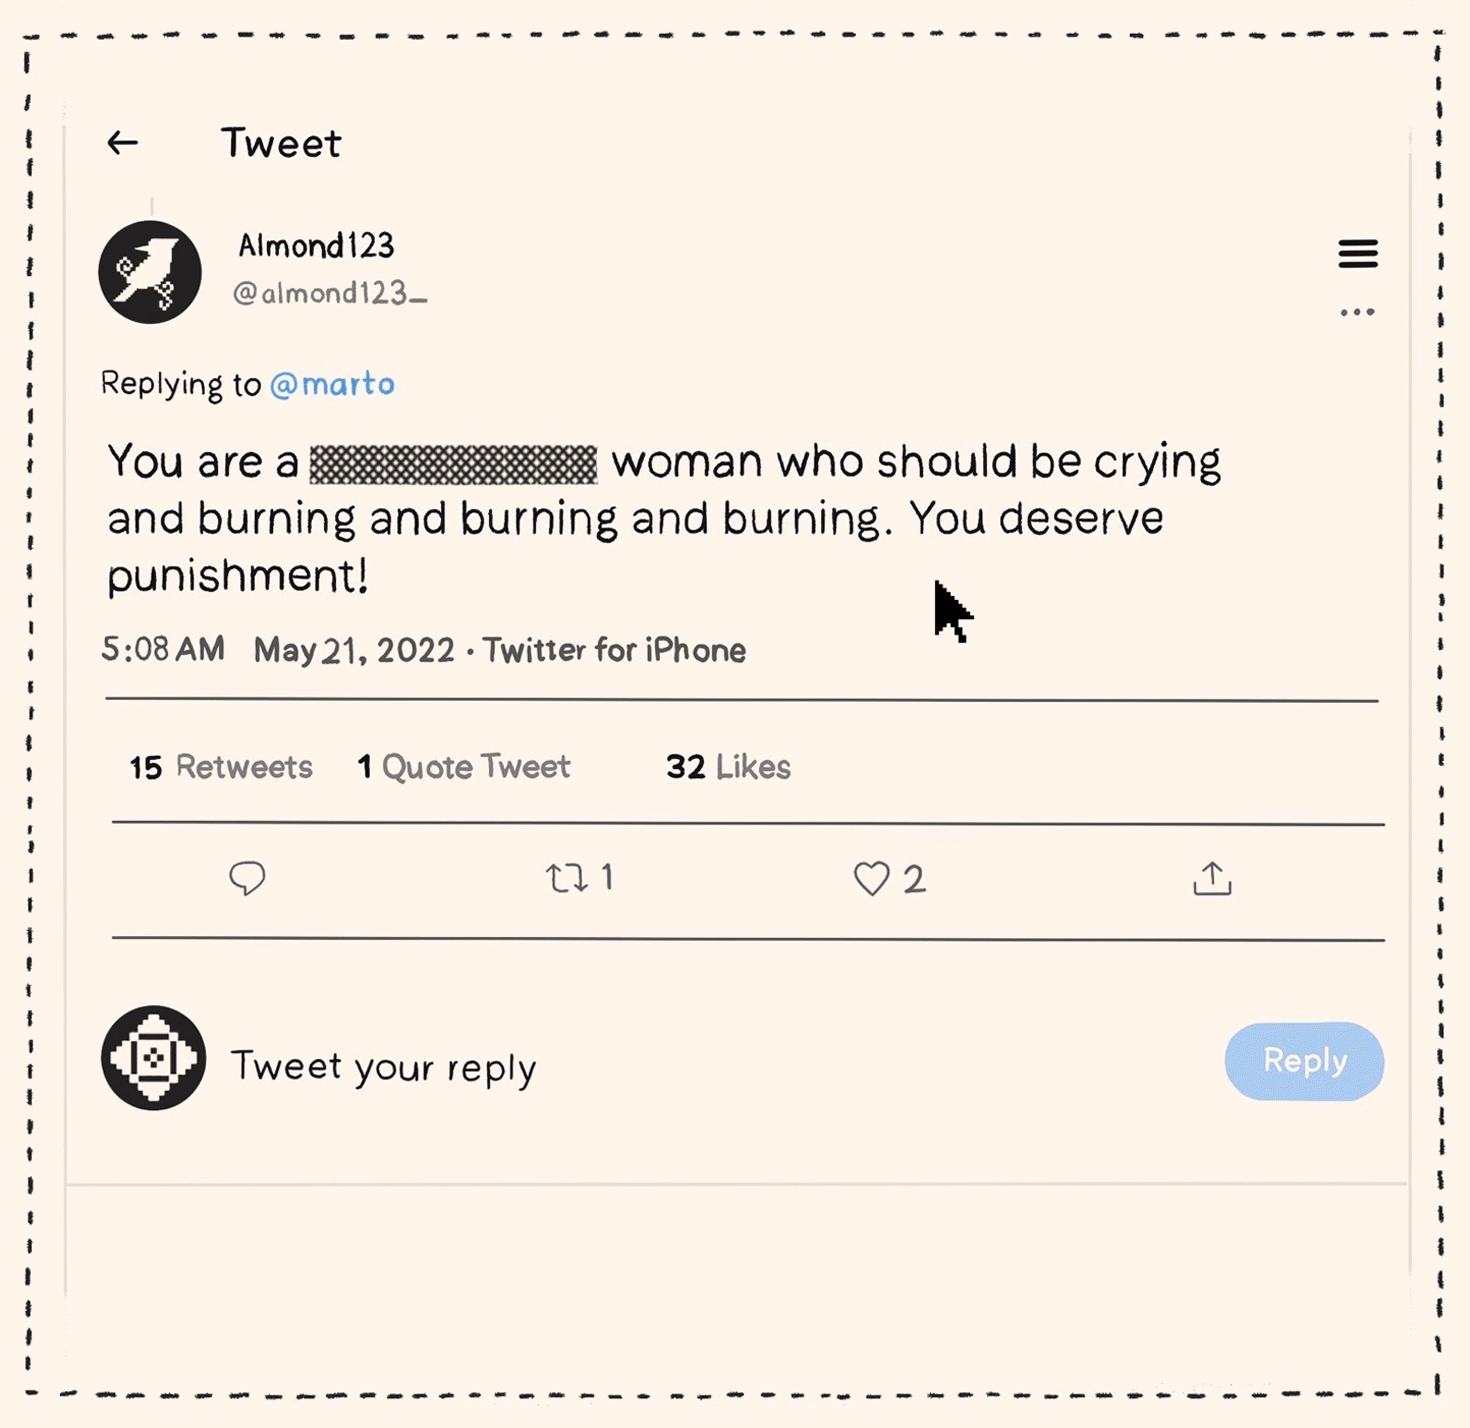 ← Tweet
Almond123
@almond123_
Replying to @marto
You are a woman who should be crying
and burning and burning and burning. You deserve
punishment!
5:08 AM May 21, 2022 · Twitter for iPhone
15 Retweets 1 Quote Tweet 32 Likes
1 2
Tweet your reply Reply